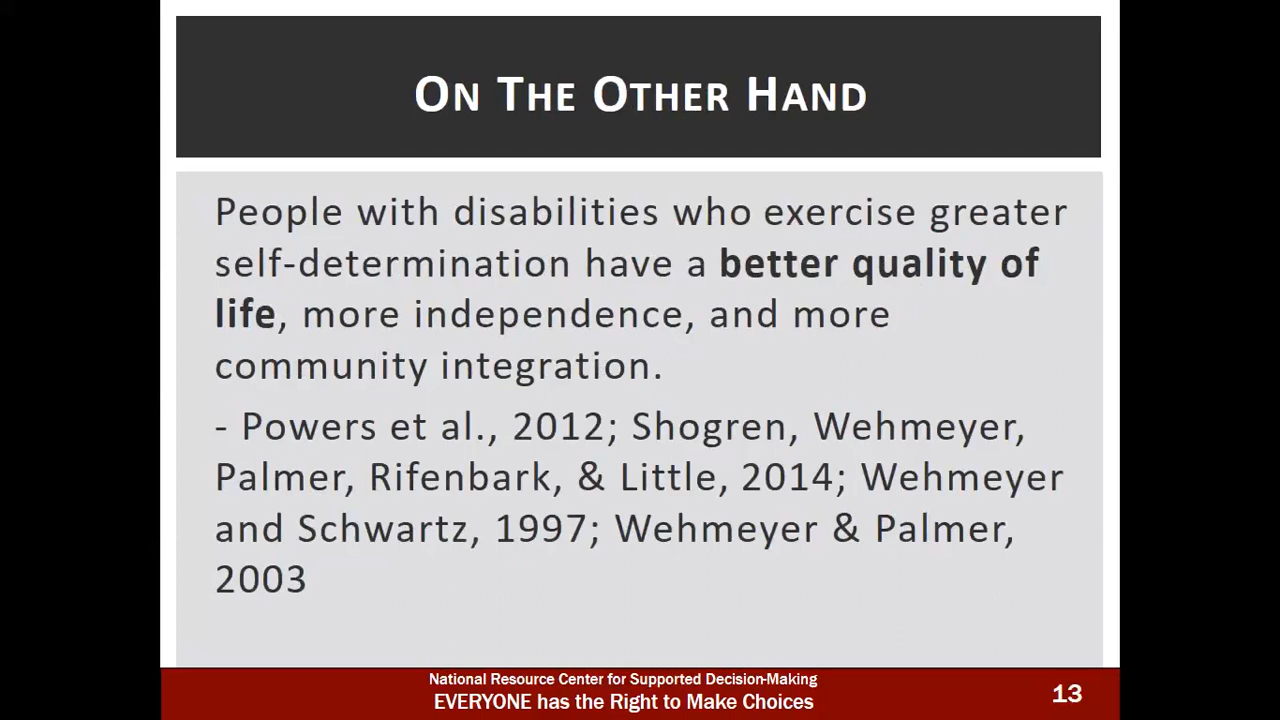 ON THE OTHER HAND
People with disabilities who exercise greater
self-determination have a better quality of
life, more independence, and more
community integration.
- Powers et al., 2012; Shogren, Wehmeyer,
Palmer, Rifenbark, & Little, 2014; Wehmeyer
and Schwartz, 1997; Wehmeyer & Palmer,
2003
National Resource Center for Supported Decision-Making
EVERYONE has the Right to Make Choices
13